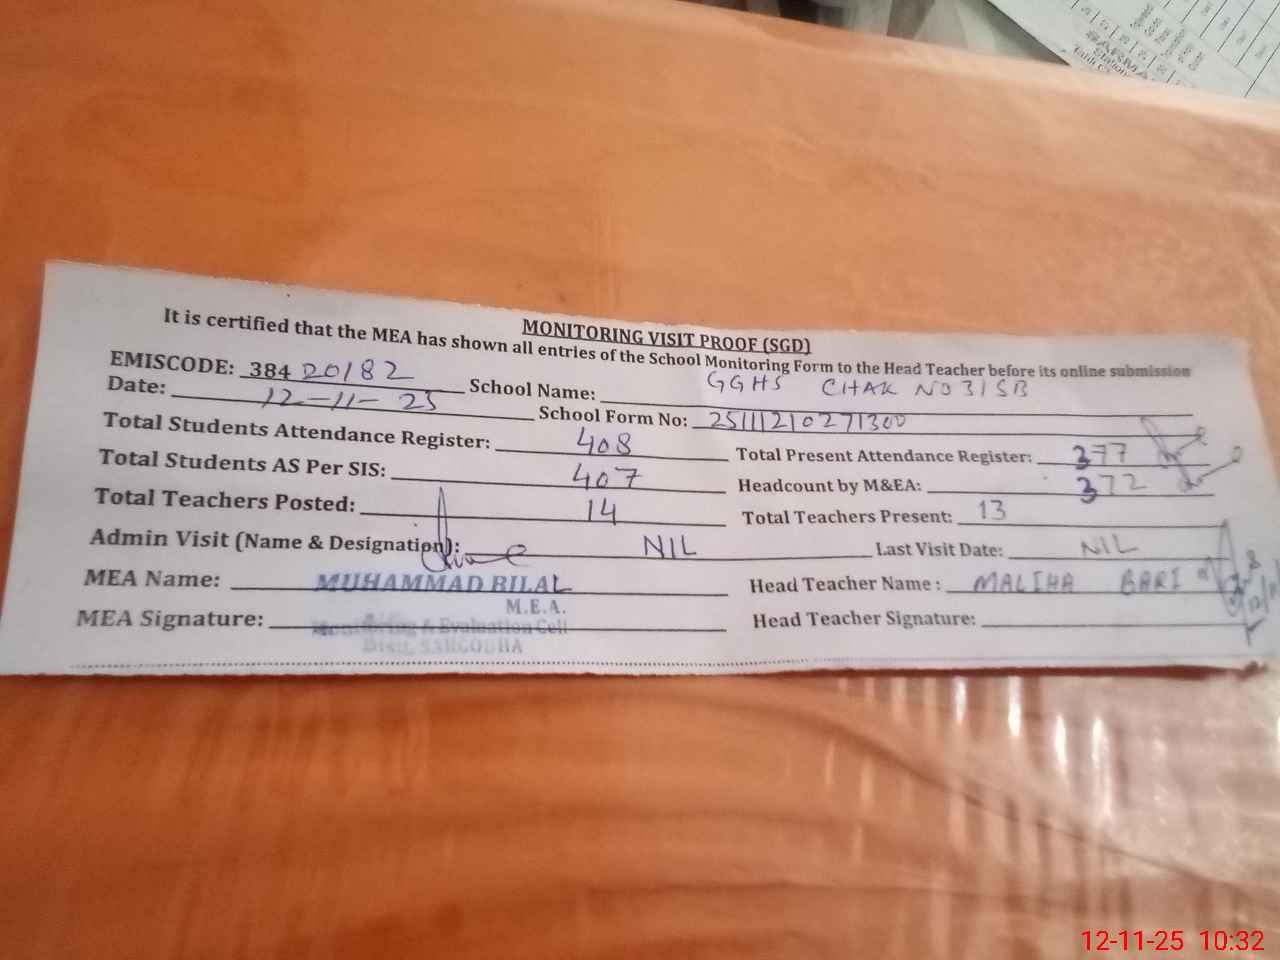 MONITORING VISIT PROOF (SGD)
It is certified that the MEA has shown all entries of the School Monitoring Form to the Head Teacher before its online submission
EMISCODE: 384 20182 School Name: GGHS CHAK NO 31 SB
Date: 12-11-25 School Form No: 25111210271300
Total Students Attendance Register: 408 Total Present Attendance Register: 377
Total Students AS Per SIS: 407 Headcount by M&EA: 372
Total Teachers Posted: 14 Total Teachers Present: 13
Admin Visit (Name & Designation): NIL Last Visit Date: NIL
MEA Name: MUHAMMAD BILAL Head Teacher Name : MALIHA BARI
M.E.A.
MEA Signature: Monitoring & Evaluation Cell Head Teacher Signature:
Distt. SARGODHA
12-11-25 10:32